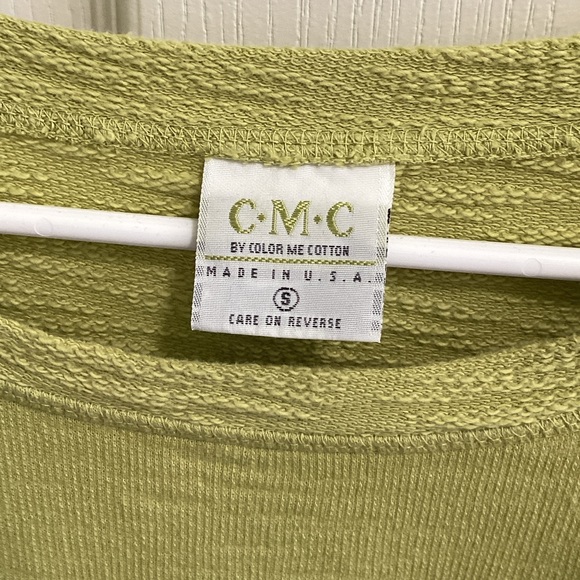 C·M·C
BY COLOR ME COTTON
MADE IN U.S.A.
S
CARE ON REVERSE